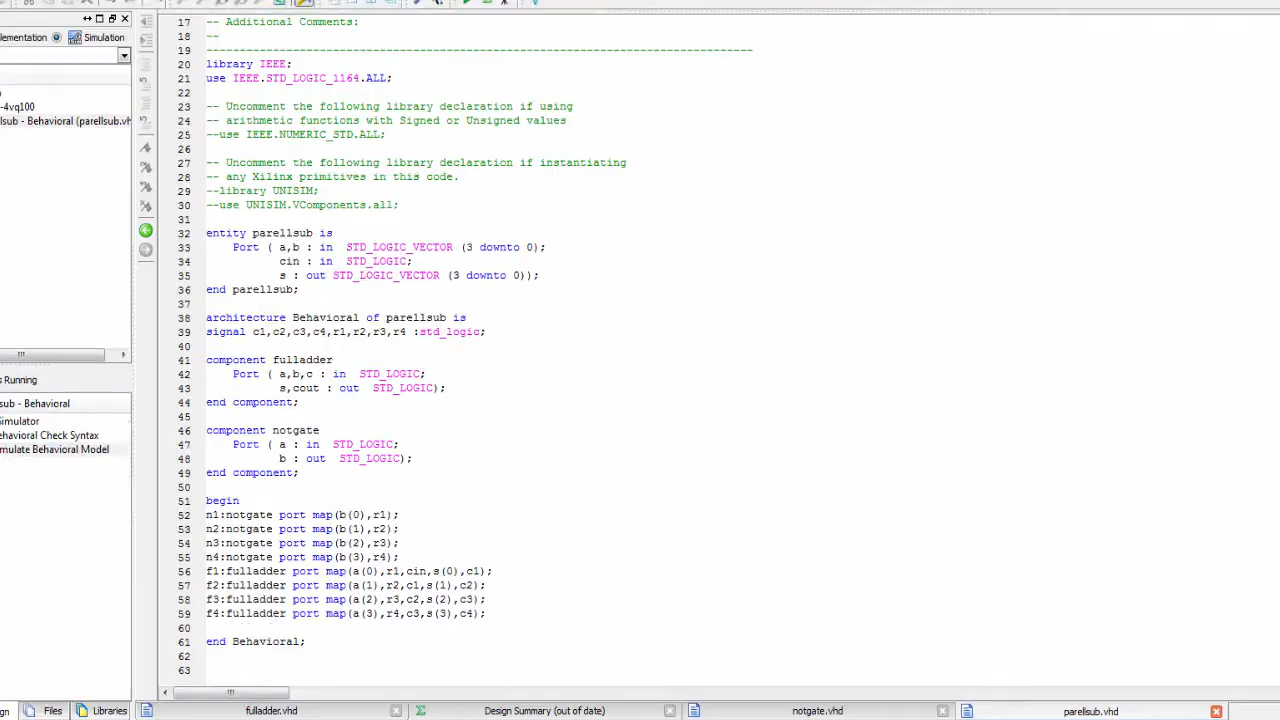 lementation
Simulation
-4vq100
llsub - Behavioral (parellsub.vh
s Running
sub - Behavioral
Simulator
ehavioral Check Syntax
mulate Behavioral Model
gn
Files
Libraries
17 -- Additional Comments:
18 --
19 ----------------------------------------------------------------------------------
20 library IEEE;
21 use IEEE.STD_LOGIC_1164.ALL;
22
23 -- Uncomment the following library declaration if using
24 -- arithmetic functions with Signed or Unsigned values
25 --use IEEE.NUMERIC_STD.ALL;
26
27 -- Uncomment the following library declaration if instantiating
28 -- any Xilinx primitives in this code.
29 --library UNISIM;
30 --use UNISIM.VComponents.all;
31
32 entity parellsub is
33 Port ( a,b : in STD_LOGIC_VECTOR (3 downto 0);
34 cin : in STD_LOGIC;
35 s : out STD_LOGIC_VECTOR (3 downto 0));
36 end parellsub;
37
38 architecture Behavioral of parellsub is
39 signal c1,c2,c3,c4,r1,r2,r3,r4 :std_logic;
40
41 component fulladder
42 Port ( a,b,c : in STD_LOGIC;
43 s,cout : out STD_LOGIC);
44 end component;
45
46 component notgate
47 Port ( a : in STD_LOGIC;
48 b : out STD_LOGIC);
49 end component;
50
51 begin
52 n1:notgate port map(b(0),r1);
53 n2:notgate port map(b(1),r2);
54 n3:notgate port map(b(2),r3);
55 n4:notgate port map(b(3),r4);
56 f1:fulladder port map(a(0),r1,cin,s(0),c1);
57 f2:fulladder port map(a(1),r2,c1,s(1),c2);
58 f3:fulladder port map(a(2),r3,c2,s(2),c3);
59 f4:fulladder port map(a(3),r4,c3,s(3),c4);
60
61 end Behavioral;
62
63
fulladder.vhd
Design Summary (out of date)
notgate.vhd
parellsub.vhd